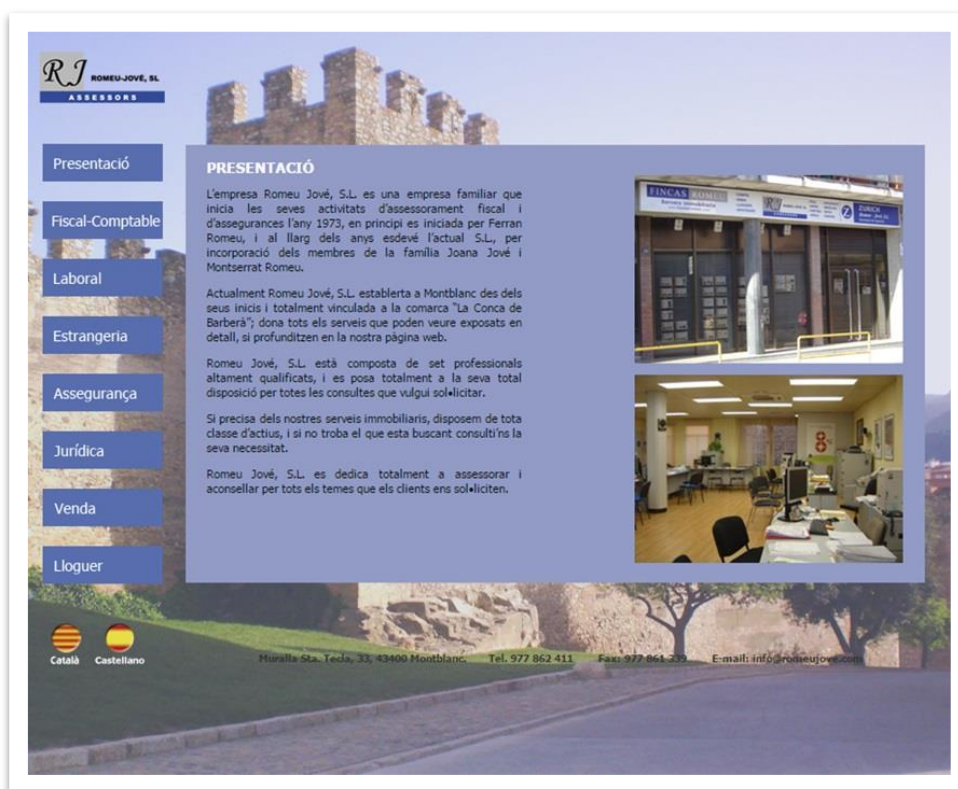 RJ ROMEU-JOVÉ, SL
ASSESSORS
Presentació
Fiscal-Comptable
Laboral
Estrangeria
Assegurança
Jurídica
Venda
Lloguer
Català Castellano
PRESENTACIÓ
L'empresa Romeu Jové, S.L. es una empresa familiar que
inicia les seves activitats d'assessorament fiscal i
d'assegurances l'any 1973, en principi es iniciada per Ferran
Romeu, i al llarg dels anys esdevé l'actual S.L., per
incorporació dels membres de la família Joana Jové i
Montserrat Romeu.
Actualment Romeu Jové, S.L. establerta a Montblanc des dels
seus inicis i totalment vinculada a la comarca "La Conca de
Barberà"; dona tots els serveis que poden veure exposats en
detall, si profunditzen en la nostra pàgina web.
Romeu Jové, S.L. està composta de set professionals
altament qualificats, i es posa totalment a la seva total
disposició per totes les consultes que vulgui sol•licitar.
Si precisa dels nostres serveis immobiliaris, disposem de tota
classe d'actius, i si no troba el que esta buscant consulti'ns la
seva necessitat.
Romeu Jové, S.L. es dedica totalment a assessorar i
aconsellar per tots els temes que els clients ens sol•liciten.
FINCAS ROMEU
Serveis immobiliaris
RJ
ZURICH
Muralla Sta. Tecla, 33, 43400 Montblanc. Tel. 977 862 411 Fax: 977 861 339 E-mail: info@romeujove.com